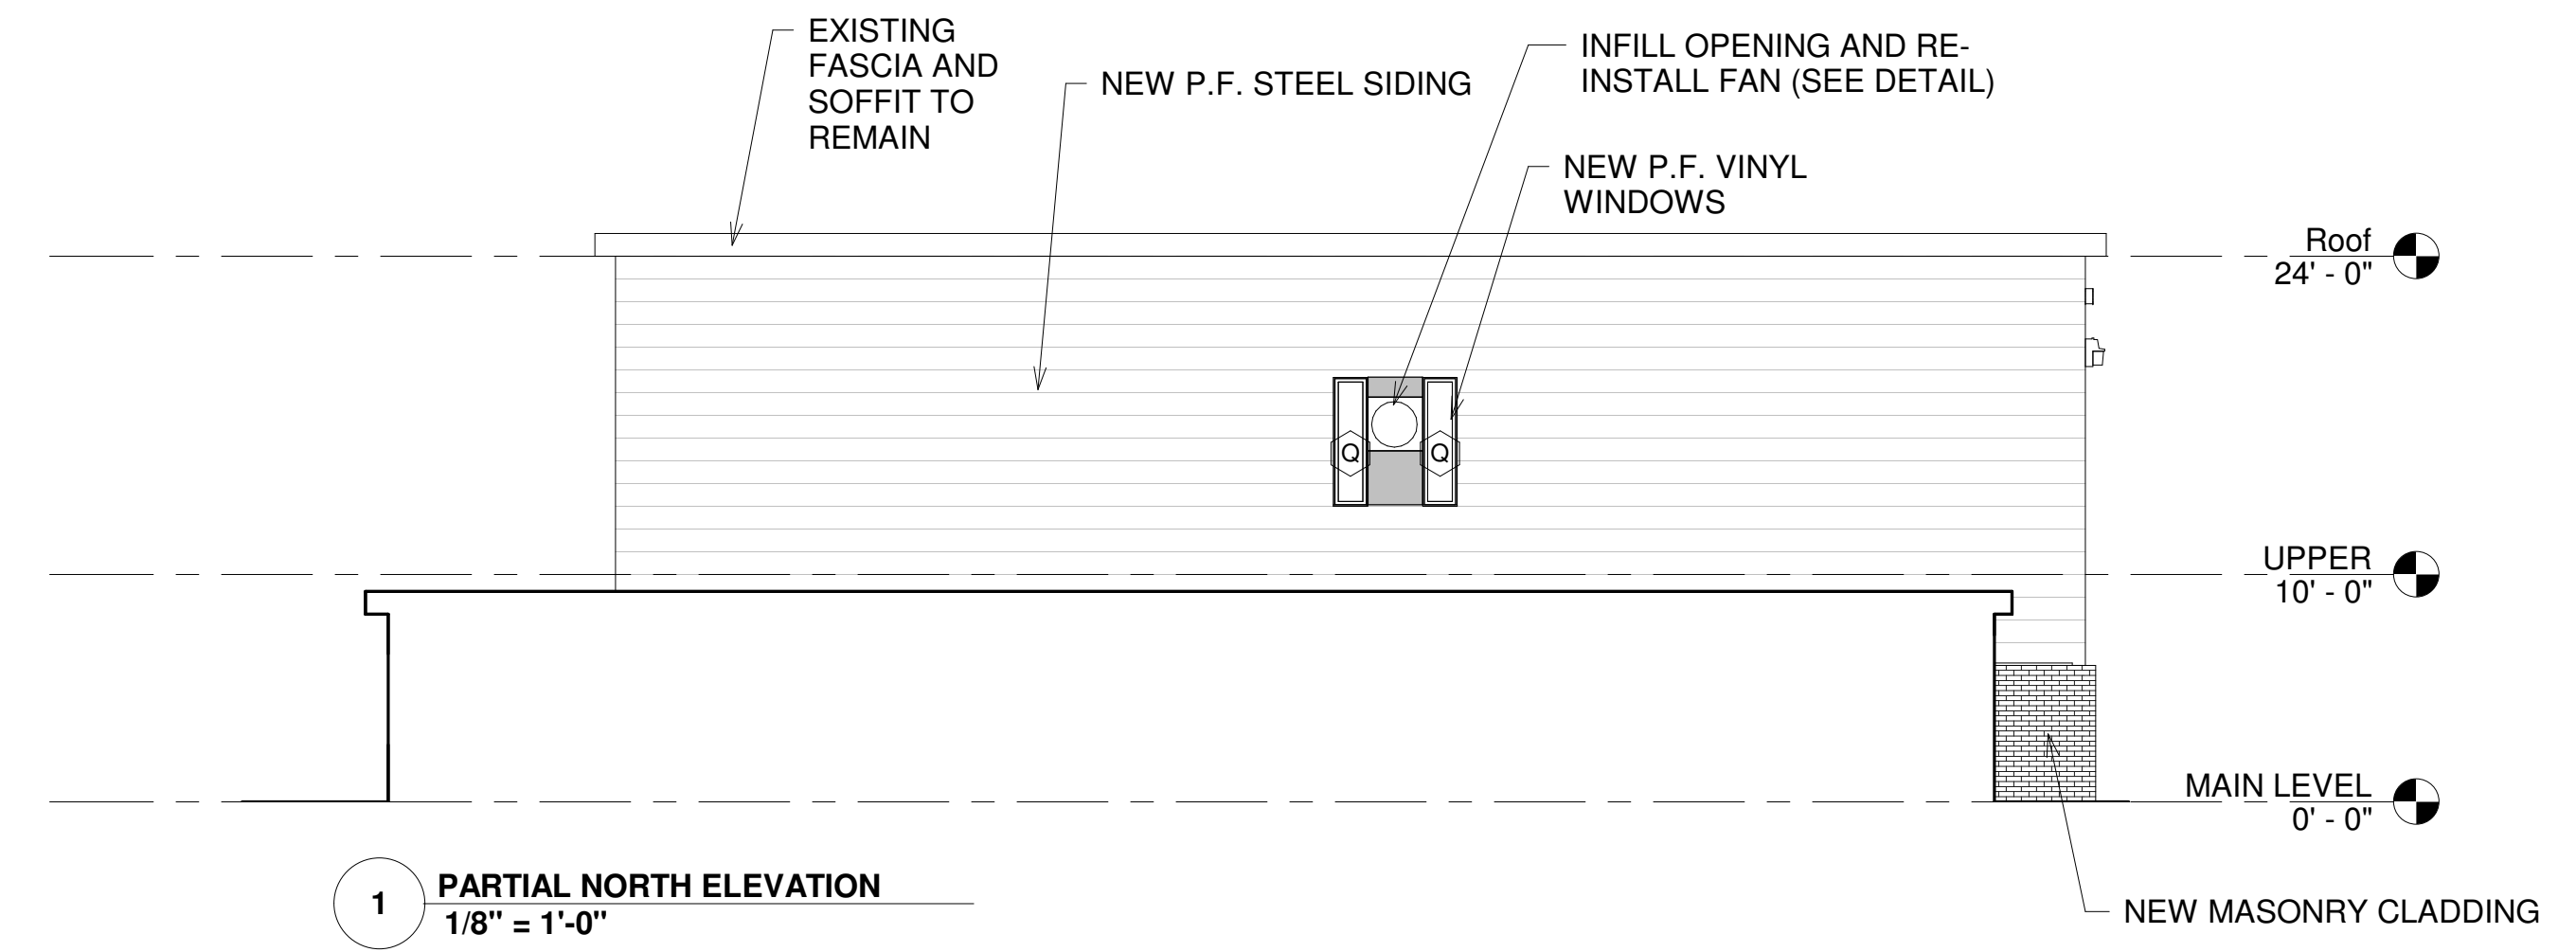 EXISTING
FASCIA AND
SOFFIT TO
REMAIN
NEW P.F. STEEL SIDING
INFILL OPENING AND RE-
INSTALL FAN (SEE DETAIL)
NEW P.F. VINYL
WINDOWS
Roof
24' - 0"
Q
Q
UPPER
10' - 0"
MAIN LEVEL
0' - 0"
1
PARTIAL NORTH ELEVATION
1/8" = 1'-0"
NEW MASONRY CLADDING